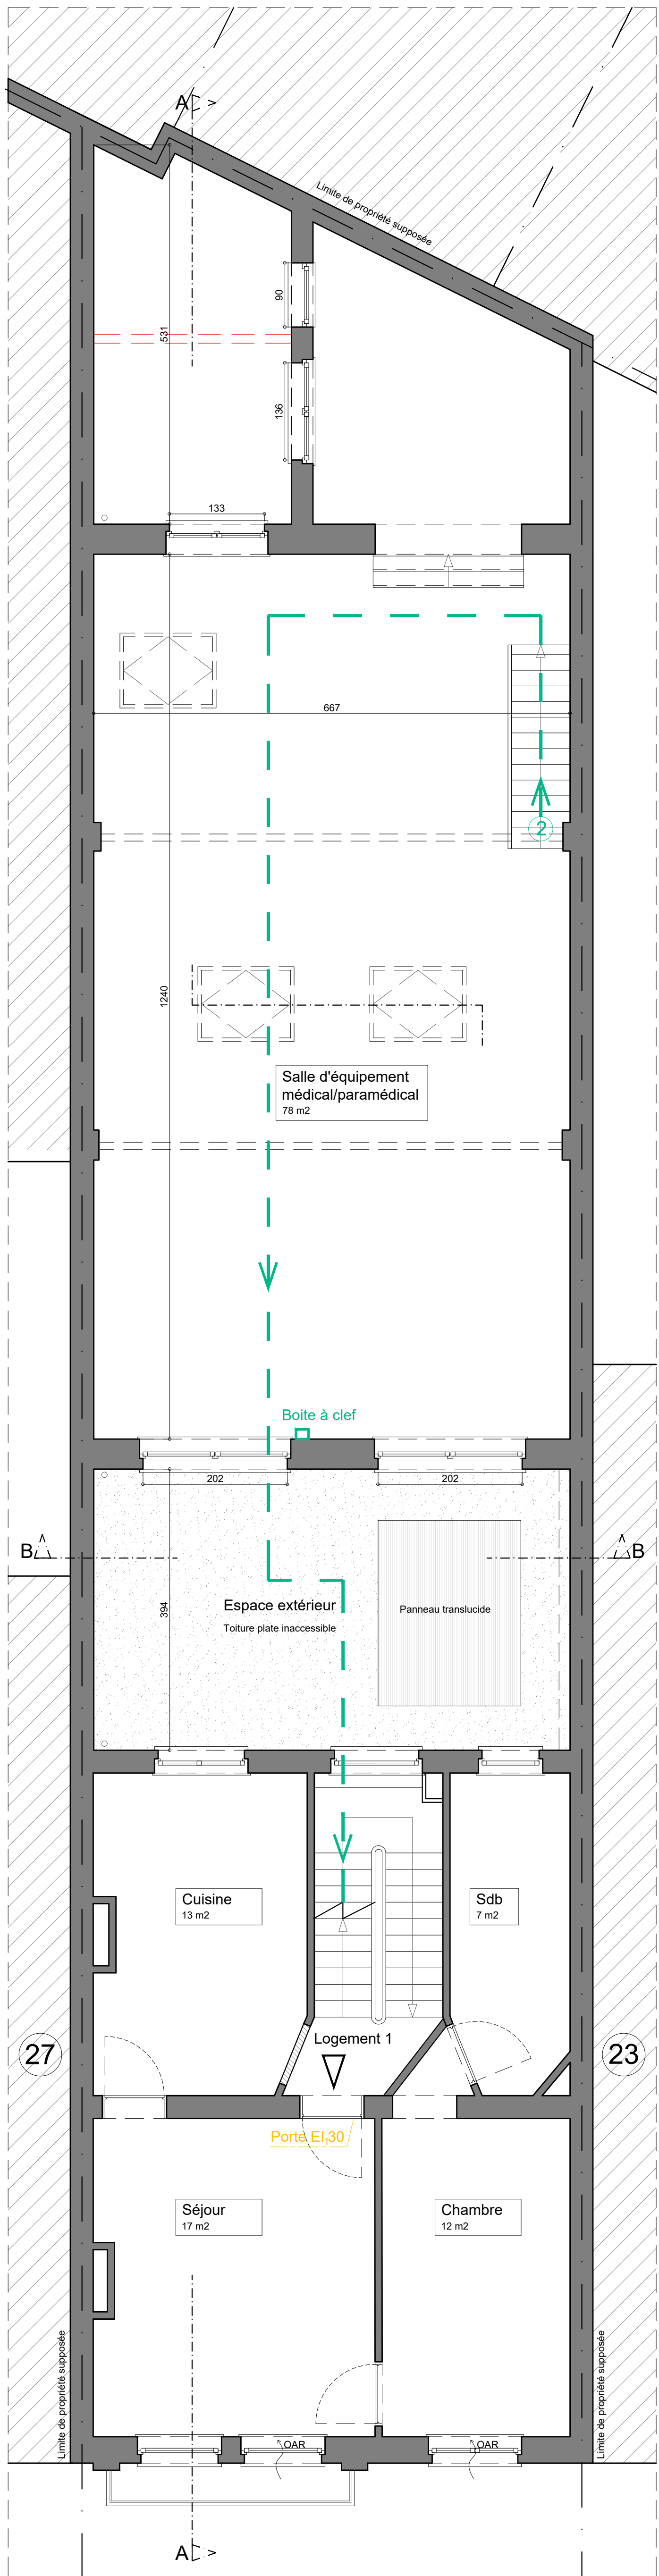 A
Limite de propriété supposée
90
531
136
133
667
2
1240
Salle d'équipement
médical/paramédical
78 m2
Boite à clef
202
202
B
B
394
Espace extérieur
Toiture plate inaccessible
Panneau translucide
Cuisine
13 m2
Sdb
7 m2
27
Logement 1
23
Porte EI₁30
Séjour
17 m2
Chambre
12 m2
Limite de propriété supposée
Limite de propriété supposée
OAR
OAR
A